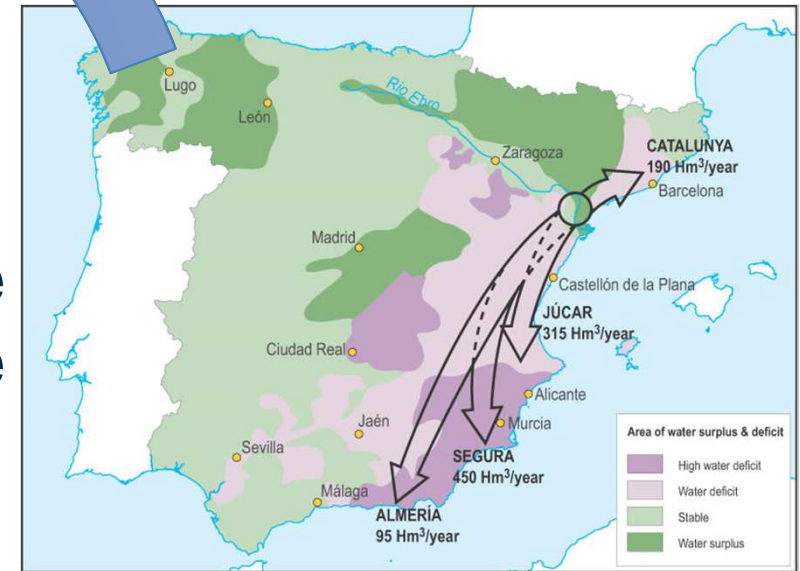 Lugo
León
Rio Ebro
Zaragoza
CATALUNYA
190 Hm³/year
Barcelona
Madrid
Castellón de la Plana
JÚCAR
315 Hm³/year
Ciudad Real
Alicante
Jaén
Murcia
Sevilla
SEGURA
450 Hm³/year
Málaga
ALMERÍA
95 Hm³/year
Area of water surplus & deficit
High water deficit
Water deficit
Stable
Water surplus
e
e